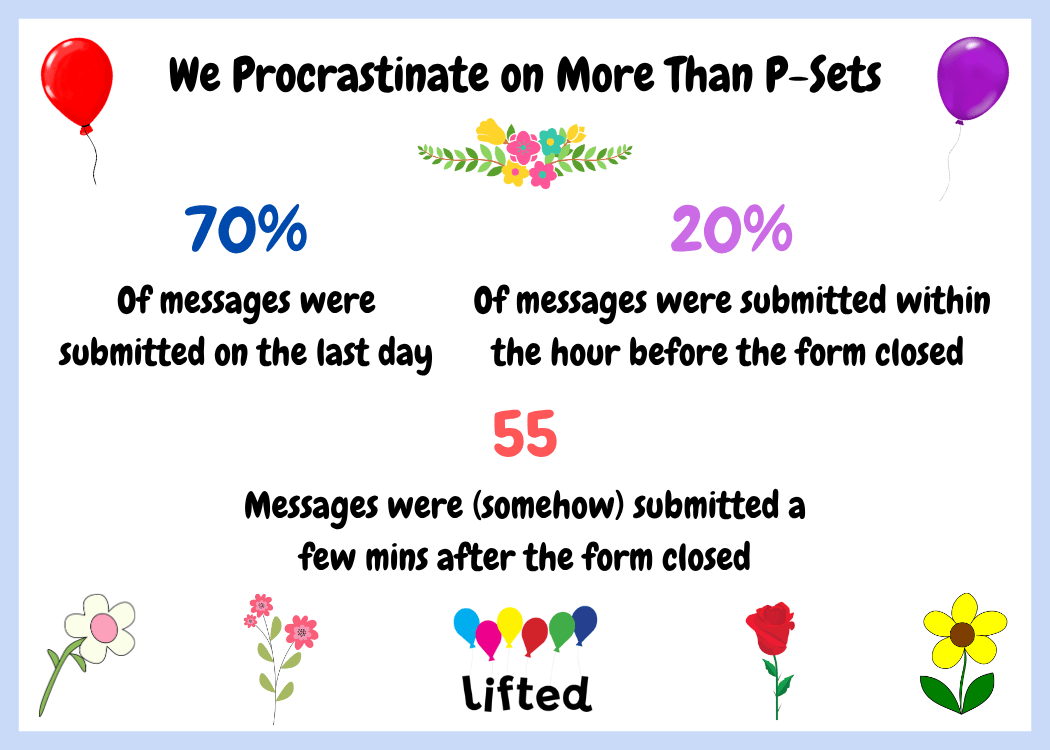 We Procrastinate on More Than P-Sets
70%
Of messages were
submitted on the last day
20%
Of messages were submitted within
the hour before the form closed
55
Messages were (somehow) submitted a
few mins after the form closed
lifted